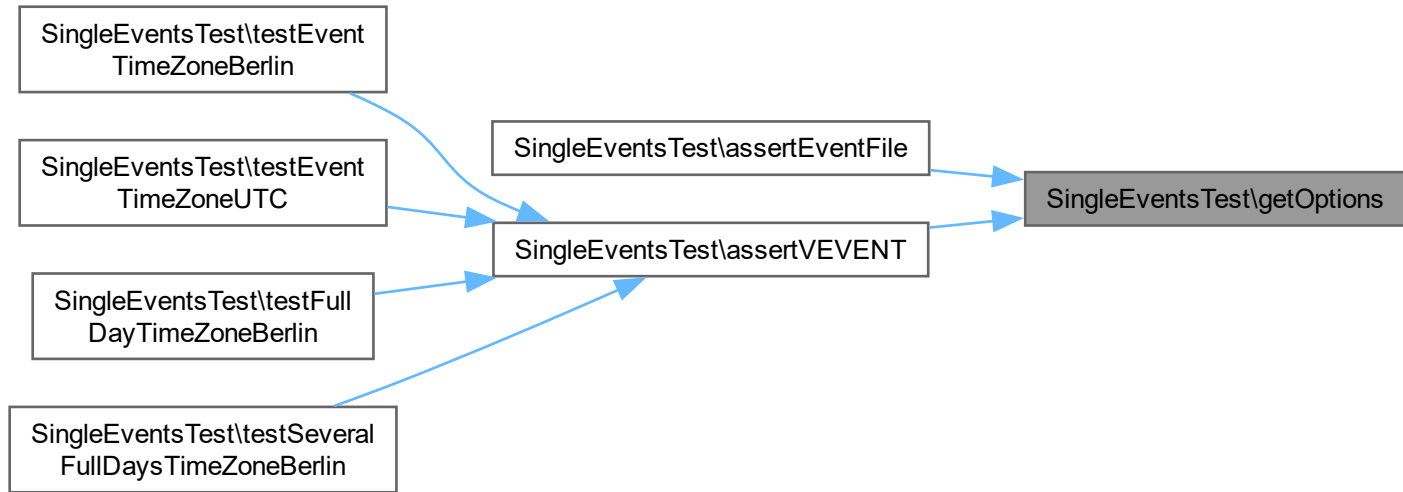 SingleEventsTest\testEvent
TimeZoneBerlin
SingleEventsTest\testEvent
TimeZoneUTC
SingleEventsTest\testFull
DayTimeZoneBerlin
SingleEventsTest\testSeveral
FullDaysTimeZoneBerlin
SingleEventsTest\assertEventFile
SingleEventsTest\assertVEVENT
SingleEventsTest\getOptions